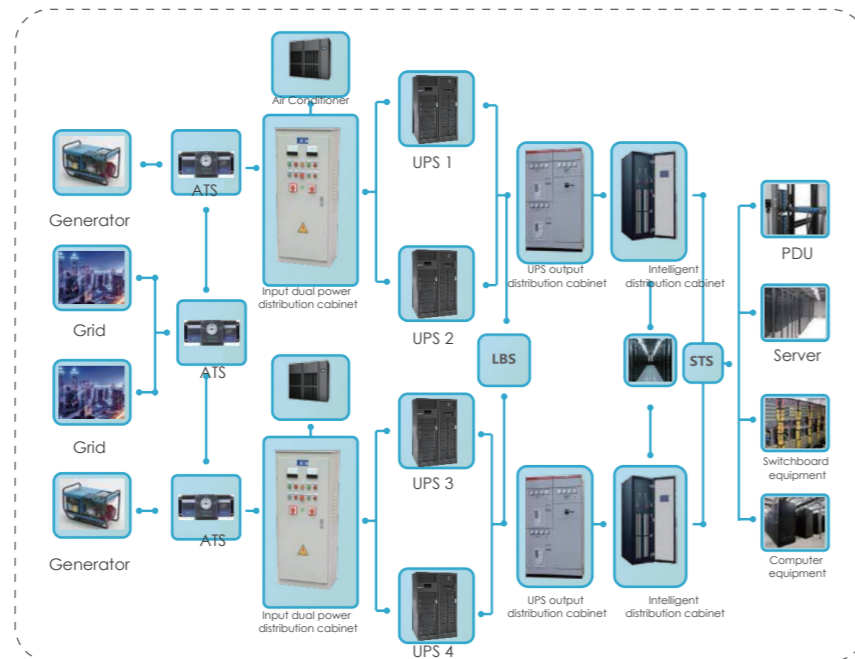 Air Conditioner
Generator
ATS
Input dual power
distribution cabinet
UPS 1
UPS 2
UPS output
distribution cabinet
Intelligent
distribution cabinet
PDU
Grid
ATS
LBS
STS
Server
Grid
UPS 3
Switchboard
equipment
Generator
ATS
Input dual power
distribution cabinet
UPS 4
UPS output
distribution cabinet
Intelligent
distribution cabinet
Computer
equipment